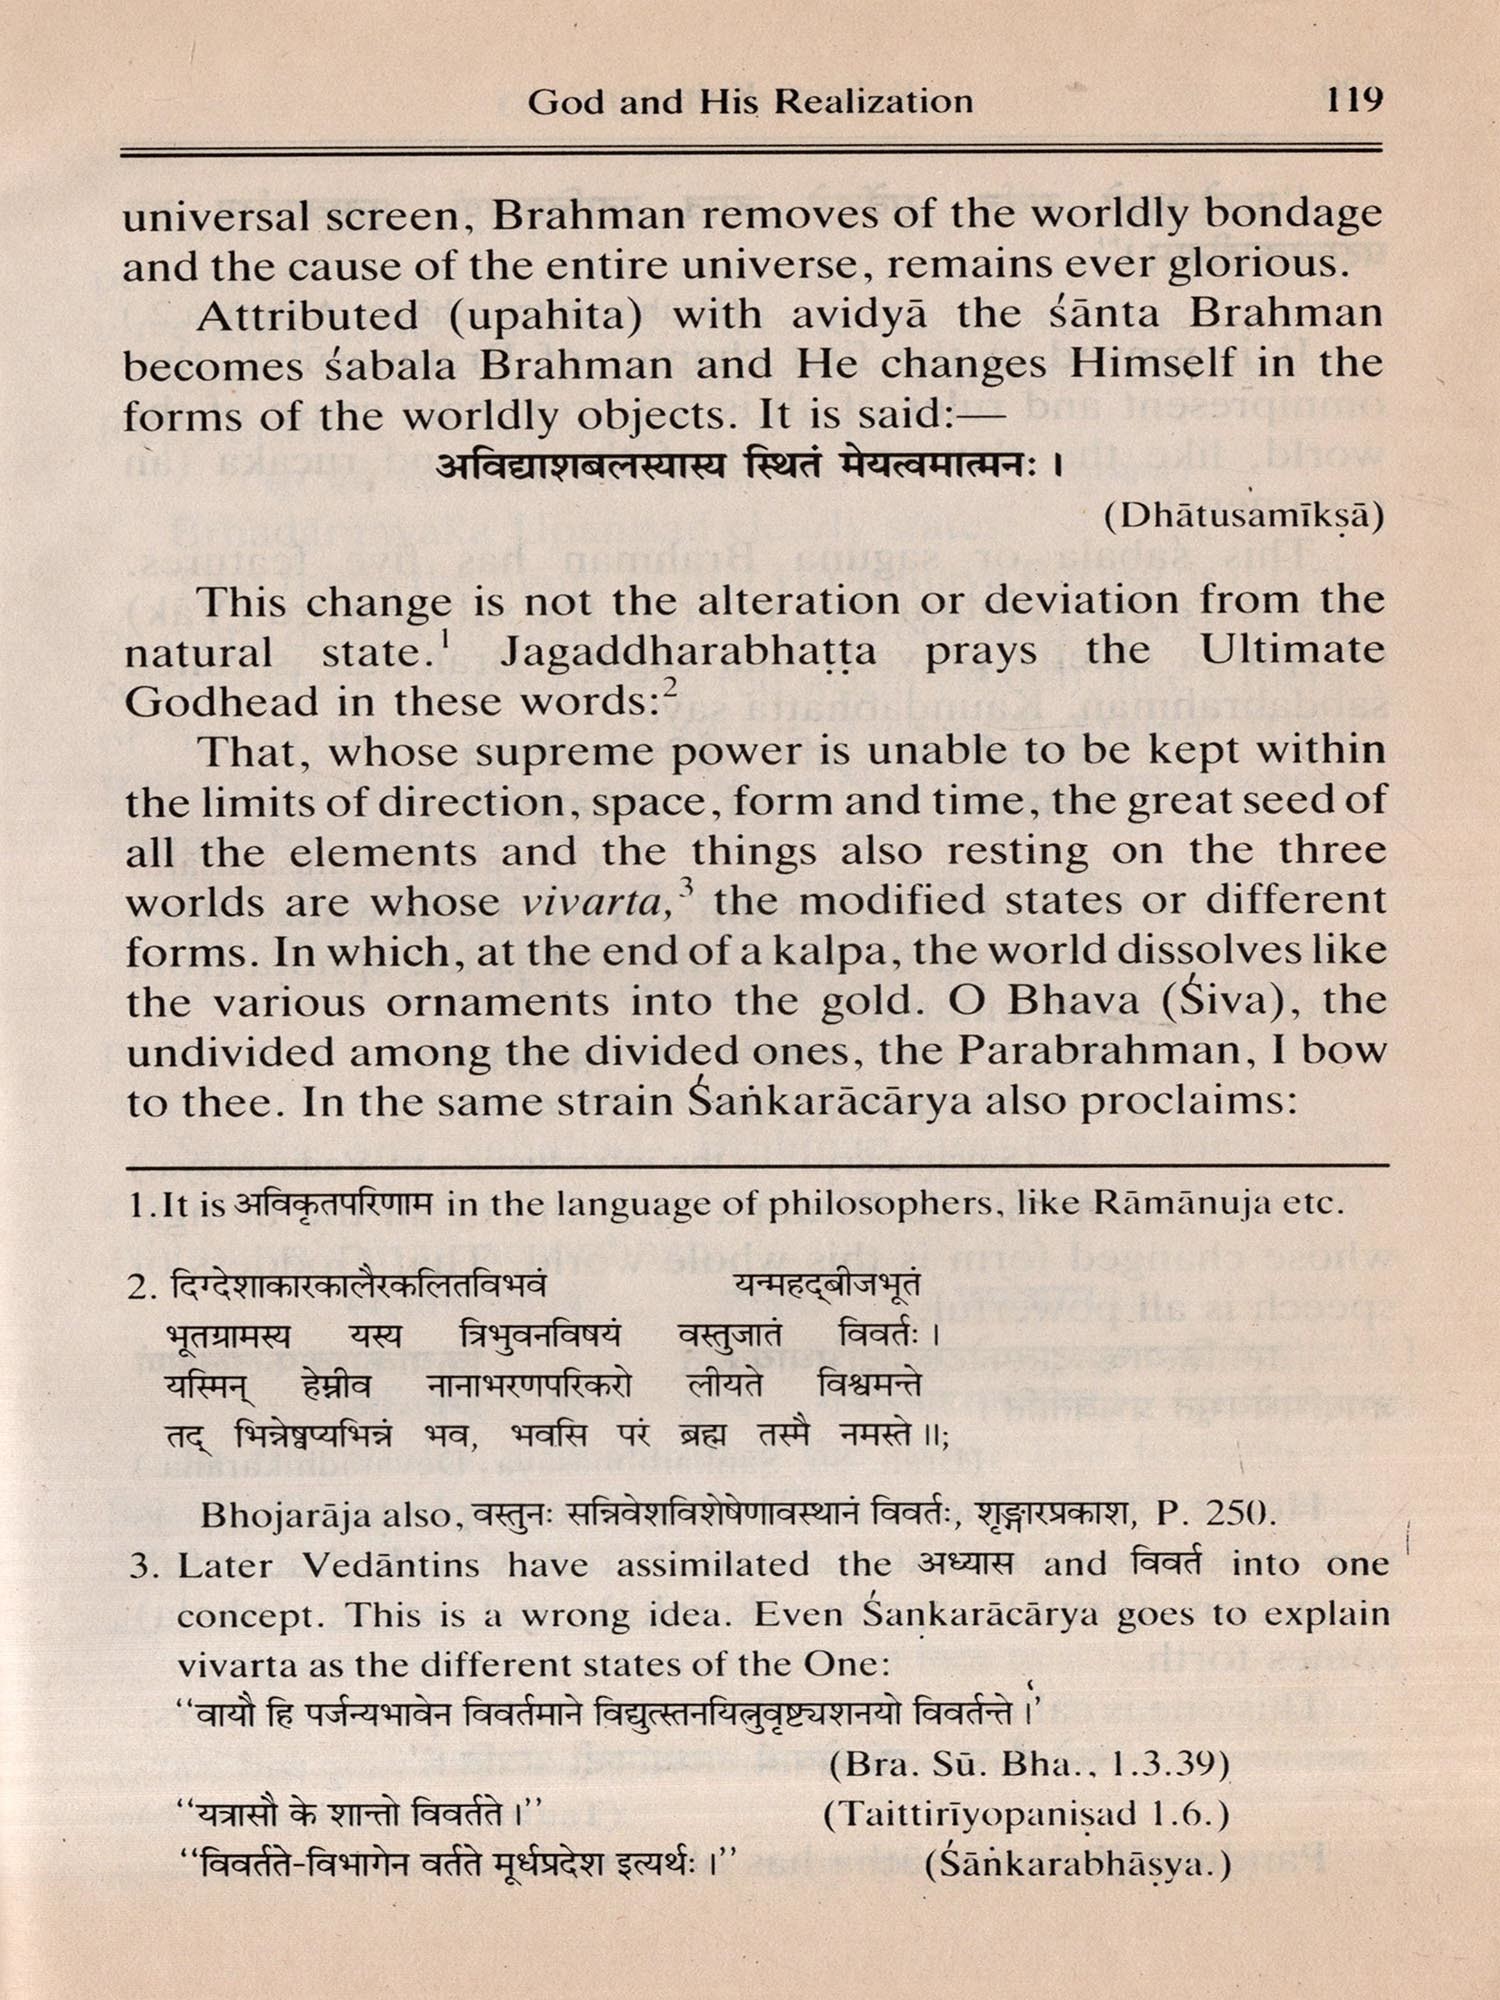 God and His Realization 119
universal screen, Brahman removes of the worldly bondage
and the cause of the entire universe, remains ever glorious.
Attributed (upahita) with avidyā the śānta Brahman
becomes śabala Brahman and He changes Himself in the
forms of the worldly objects. It is said:—
अविद्याशबलस्यास्य स्थितं मेयत्वमात्मनः ।
(Dhātusamīkṣā)
This change is not the alteration or deviation from the
natural state.¹ Jagaddharabhaṭṭa prays the Ultimate
Godhead in these words:²
That, whose supreme power is unable to be kept within
the limits of direction, space, form and time, the great seed of
all the elements and the things also resting on the three
worlds are whose vivarta,³ the modified states or different
forms. In which, at the end of a kalpa, the world dissolves like
the various ornaments into the gold. O Bhava (Śiva), the
undivided among the divided ones, the Parabrahman, I bow
to thee. In the same strain Śaṅkarācārya also proclaims:
1. It is अविकृतपरिणाम in the language of philosophers, like Rāmānuja etc.
2. दिग्देशाकारकालैरकलितविभवं यन्महद्बीजभूतं
भूतग्रामस्य यस्य त्रिभुवनविषयं वस्तुजातं विवर्तः ।
यस्मिन् हेम्नीव नानाभरणपरिकरो लीयते विश्वमन्ते
तद् भिन्नेष्वप्यभिन्नं भव, भवसि परं ब्रह्म तस्मै नमस्ते ॥;
Bhojarāja also, वस्तुनः सन्निवेशविशेषेणावस्थानं विवर्तः, शृङ्गारप्रकाश, P. 250.
3. Later Vedāntins have assimilated the अध्यास and विवर्त into one
concept. This is a wrong idea. Even Śaṇkarācārya goes to explain
vivarta as the different states of the One:
‘‘वायौ हि पर्जन्यभावेन विवर्तमाने विद्युत्स्तनयित्नुवृष्ट्यशनयो विवर्तन्ते ।‘’
(Bra. Sū. Bha., 1.3.39)
‘‘यत्रासौ के शान्तो विवर्तते ।’’ (Taittirīyopaniṣad 1.6.)
‘‘विवर्तते-विभागेन वर्तते मूर्धप्रदेश इत्यर्थः ।’’ (Śāṅkarabhāṣya.)